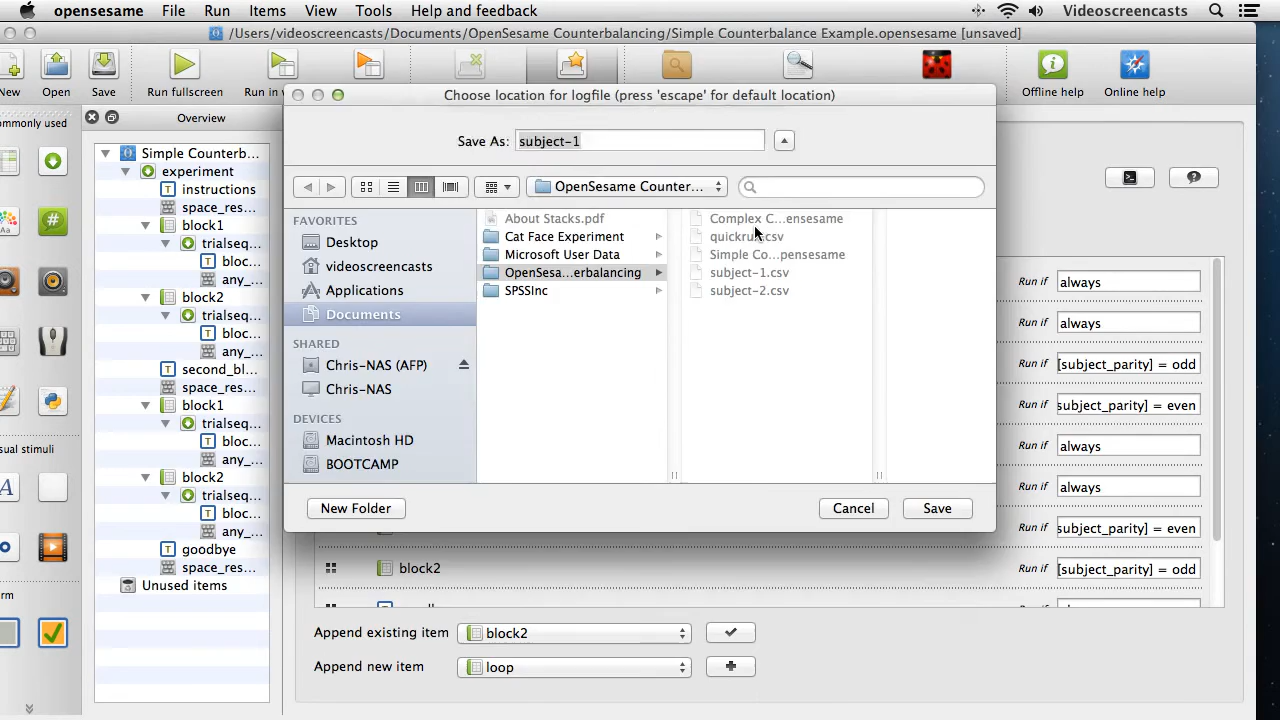 opensesame File Run Items View Tools Help and feedback Videoscreencasts
/Users/videoscreencasts/Documents/OpenSesame Counterbalancing/Simple Counterbalance Example.opensesame [unsaved]
New Open Save Run fullscreen Offline help Online help
Choose location for logfile (press 'escape' for default location)
Save As: subject-1
OpenSesame Counter...
commonly used
Overview
Simple Counterb...
experiment
instructions
space_res...
block1
trialseq...
bloc...
any_...
block2
trialseq...
bloc...
any_...
second_bl...
space_res...
block1
trialseq...
bloc...
any_...
block2
trialseq...
bloc...
any_...
goodbye
space_res...
Unused items
FAVORITES
Desktop
videoscreencasts
Applications
Documents
SHARED
Chris-NAS (AFP)
Chris-NAS
DEVICES
Macintosh HD
BOOTCAMP
About Stacks.pdf
Cat Face Experiment
Microsoft User Data
OpenSesa...erbalancing
SPSSInc
Complex C...ensesame
Simple Co...pensesame
subject-1.csv
subject-2.csv
New Folder Cancel Save
Run if always
Run if always
Run if [subject_parity] = odd
Run if subject_parity] = even
Run if always
Run if always
Run if subject_parity] = even
block2 Run if [subject_parity] = odd
Append existing item block2
Append new item loop